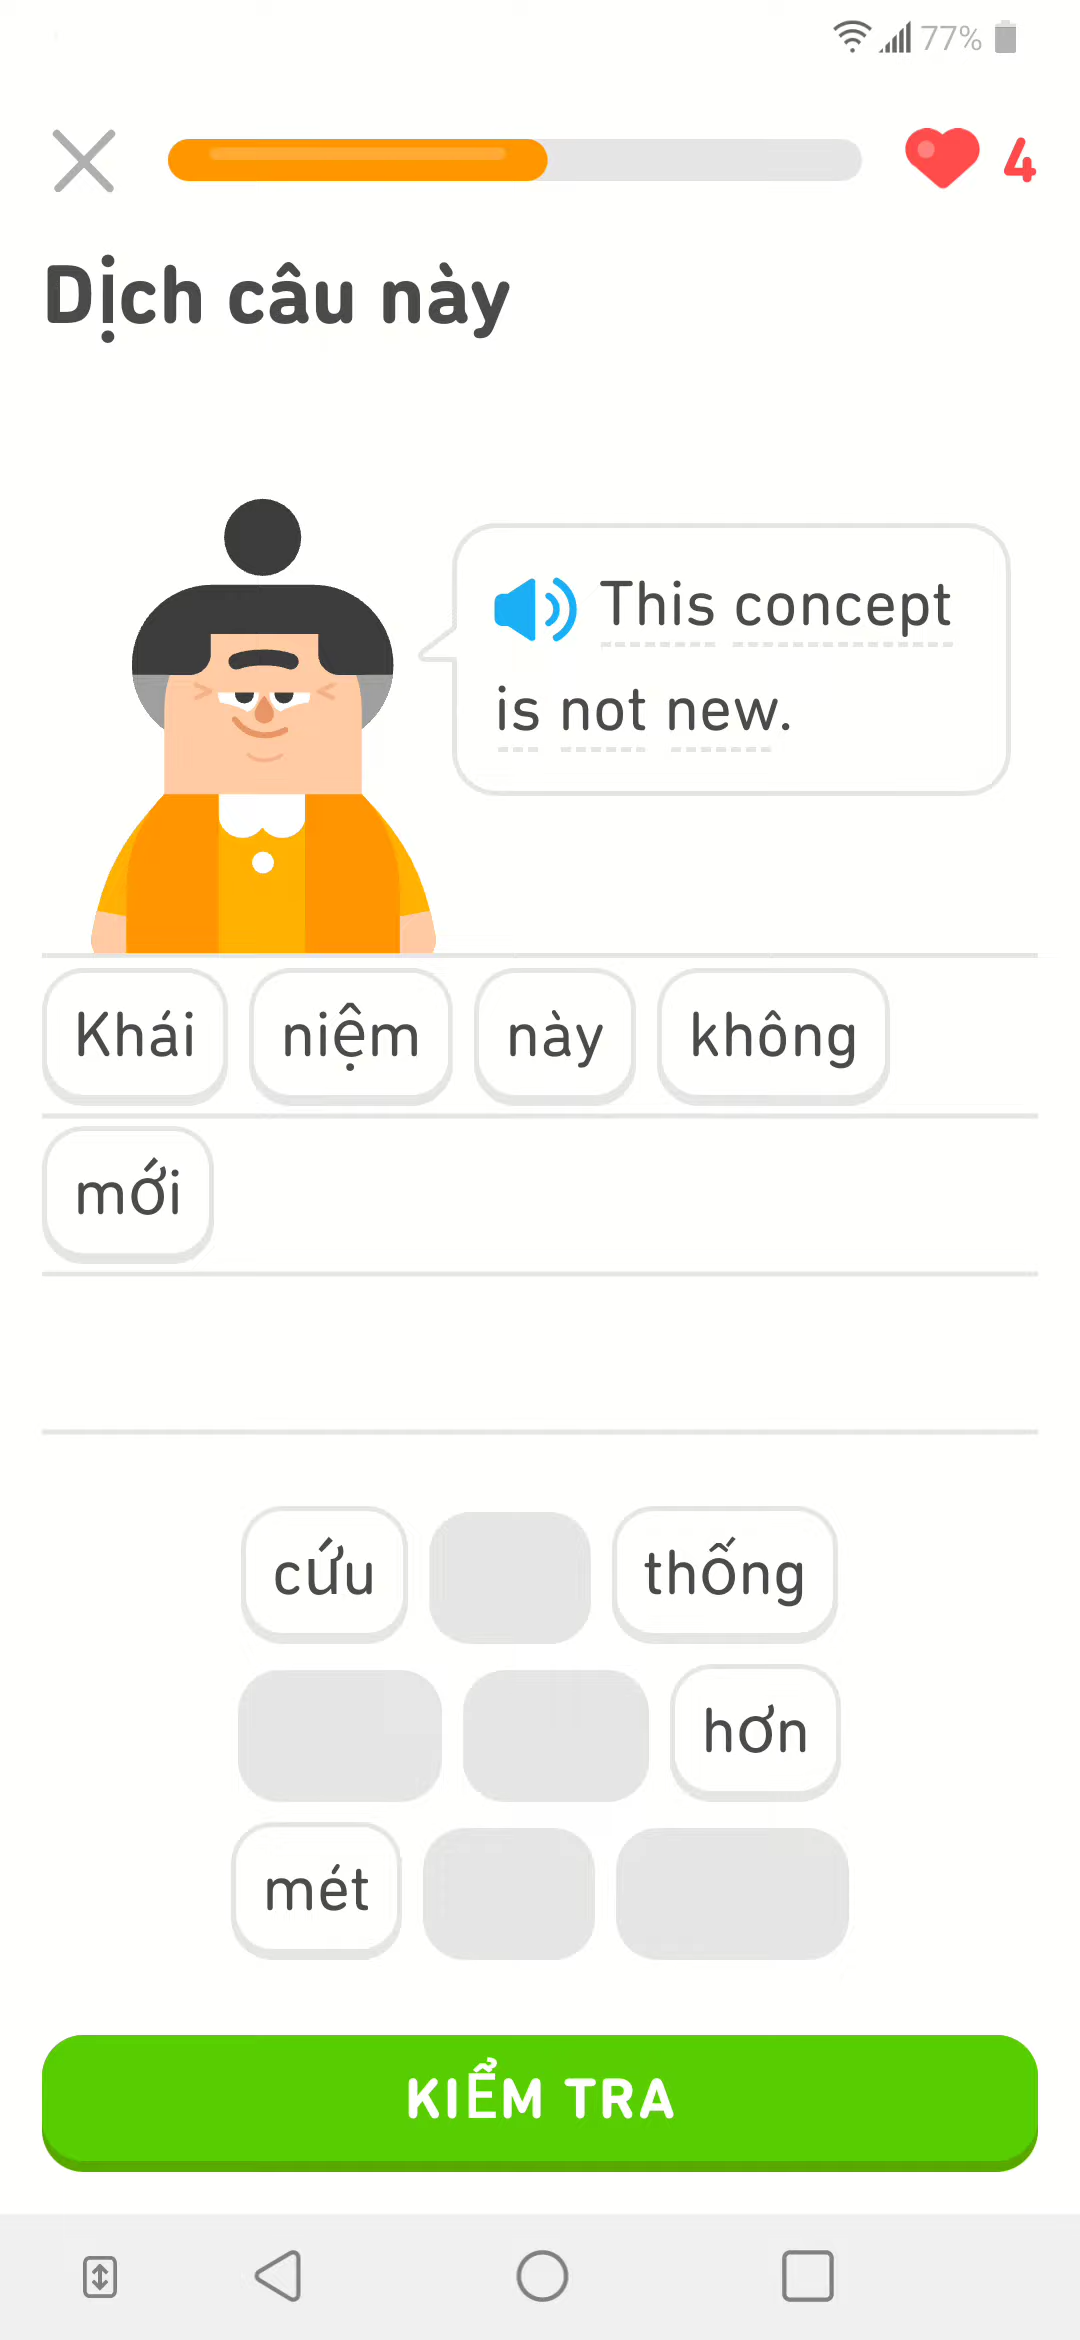 77%
4
Dịch câu này
This concept
is not new.
Khái niệm này không
mới
cứu thống
hơn
mét
KIỂM TRA